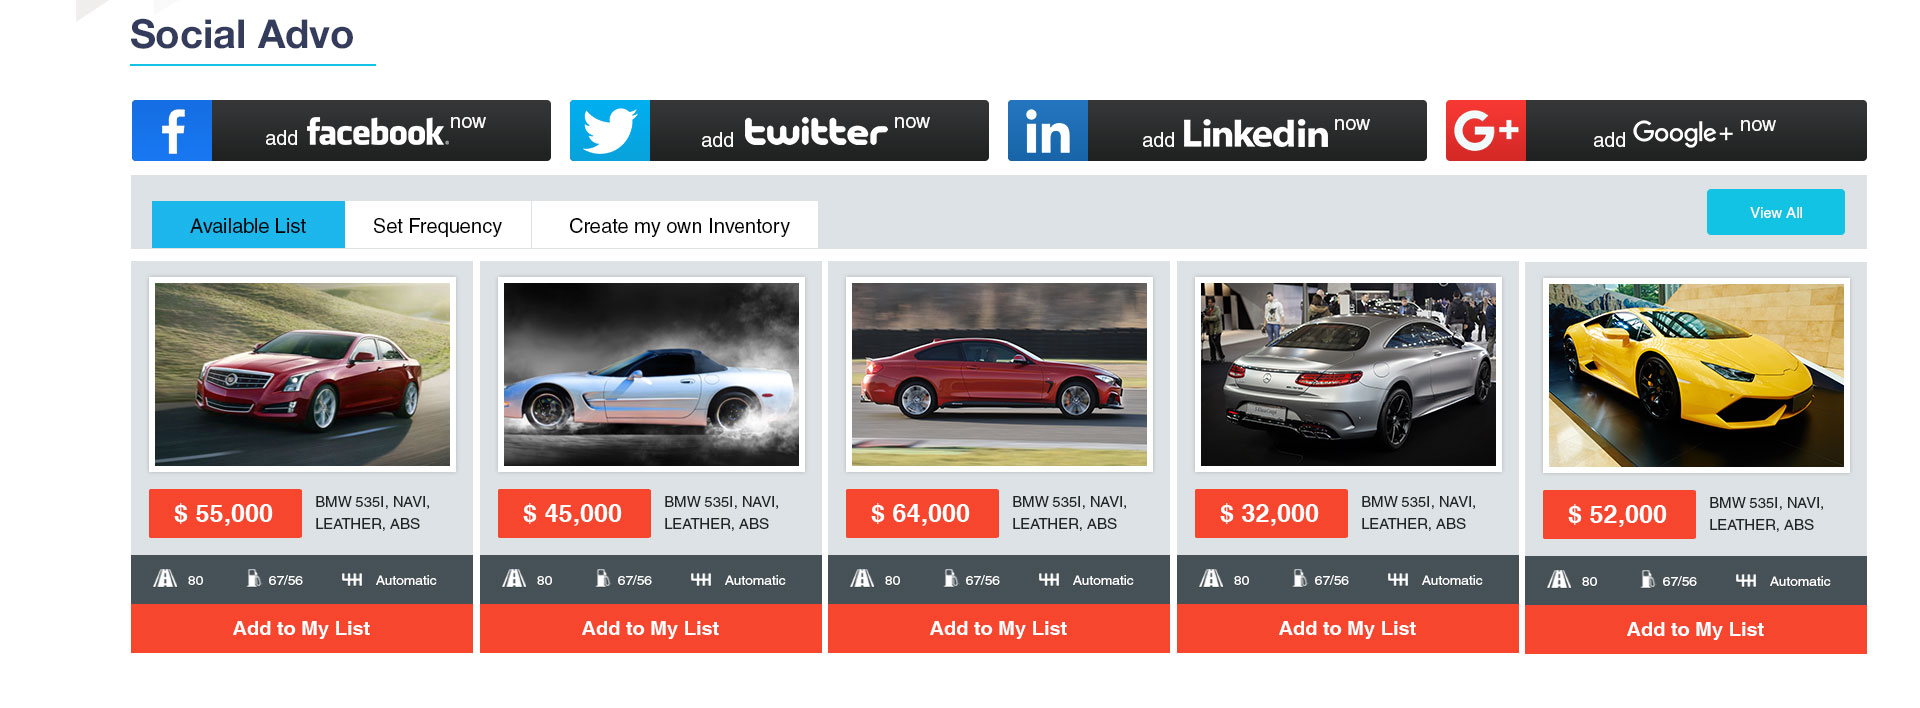 Social Advo
add facebook. now
add twitter now
add Linkedin now
add Google+ now
Available List
Set Frequency
Create my own Inventory
View All
$ 55,000
BMW 535I, NAVI,
LEATHER, ABS
80
67/56
Automatic
Add to My List
$ 45,000
BMW 535I, NAVI,
LEATHER, ABS
80
67/56
Automatic
Add to My List
$ 64,000
BMW 535I, NAVI,
LEATHER, ABS
80
67/56
Automatic
Add to My List
$ 32,000
BMW 535I, NAVI,
LEATHER, ABS
80
67/56
Automatic
Add to My List
$ 52,000
BMW 535I, NAVI,
LEATHER, ABS
80
67/56
Automatic
Add to My List